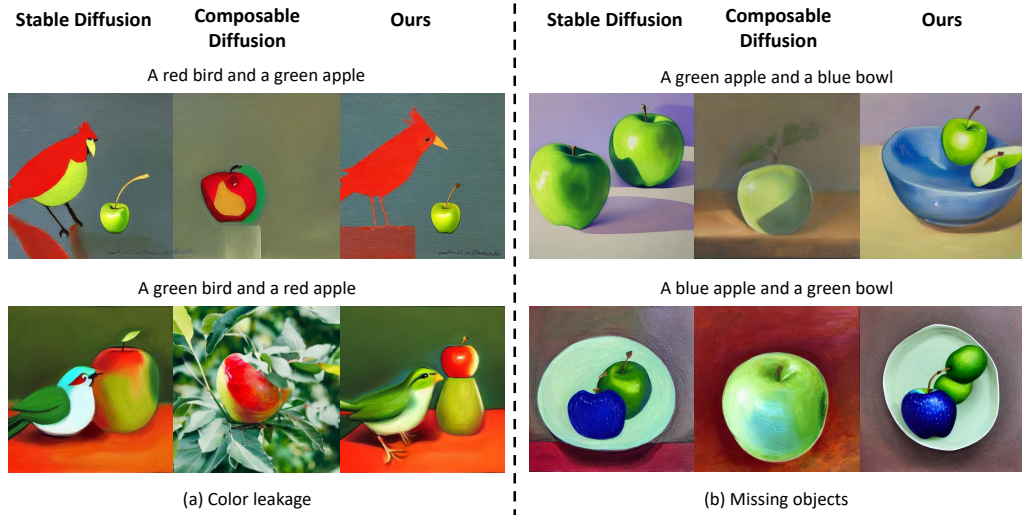 Stable Diffusion
Composable
Diffusion
Ours
A red bird and a green apple
A green bird and a red apple
(a) Color leakage
Stable Diffusion
Composable
Diffusion
Ours
A green apple and a blue bowl
A blue apple and a green bowl
(b) Missing objects